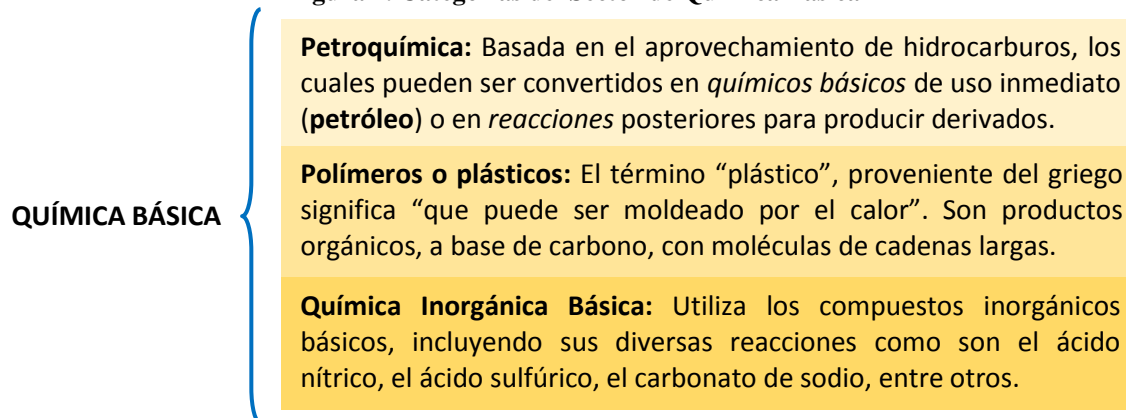 Petroquímica: Basada en el aprovechamiento de hidrocarburos, los
cuales pueden ser convertidos en químicos básicos de uso inmediato
(petróleo) o en reacciones posteriores para producir derivados.
QUÍMICA BÁSICA
Polímeros o plásticos: El término “plástico”, proveniente del griego
significa “que puede ser moldeado por el calor”. Son productos
orgánicos, a base de carbono, con moléculas de cadenas largas.
Química Inorgánica Básica: Utiliza los compuestos inorgánicos
básicos, incluyendo sus diversas reacciones como son el ácido
nítrico, el ácido sulfúrico, el carbonato de sodio, entre otros.